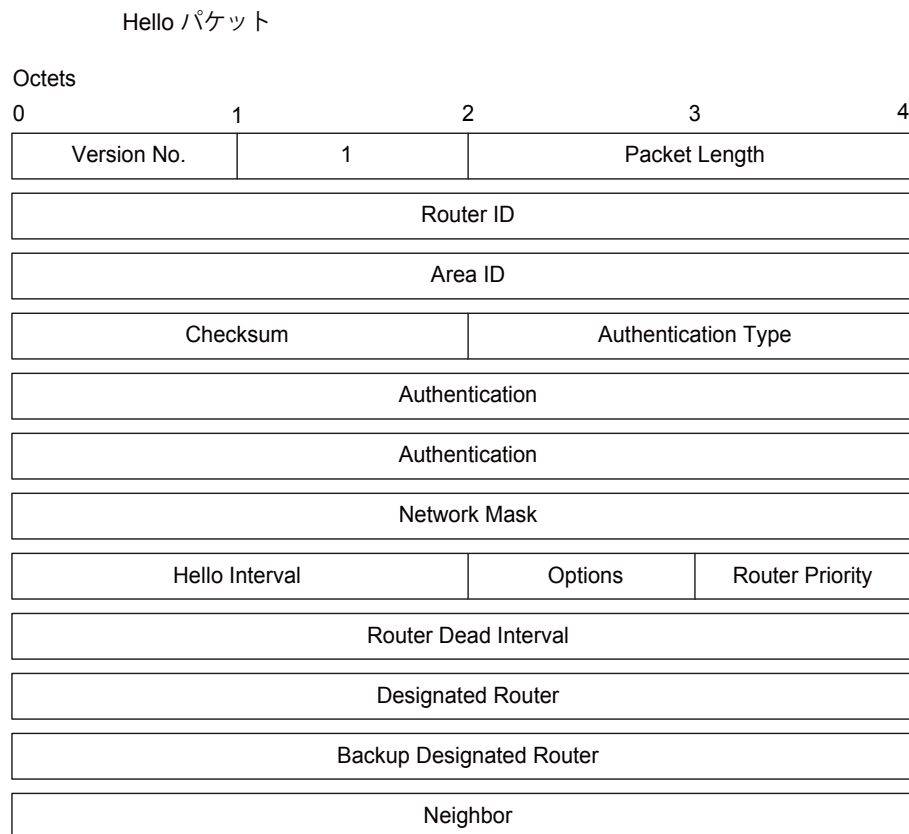 Hello パケット
Octets
0 1 2 3 4
Version No. 1 Packet Length
Router ID
Area ID
Checksum Authentication Type
Authentication
Authentication
Network Mask
Hello Interval Options Router Priority
Router Dead Interval
Designated Router
Backup Designated Router
Neighbor